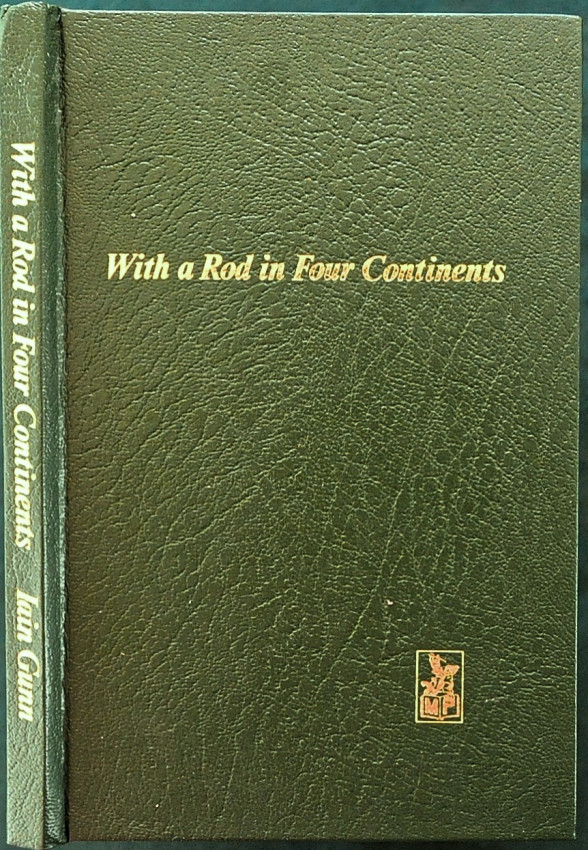 With a Rod in Four Continents Iain Gunn
With a Rod in Four Continents
MP